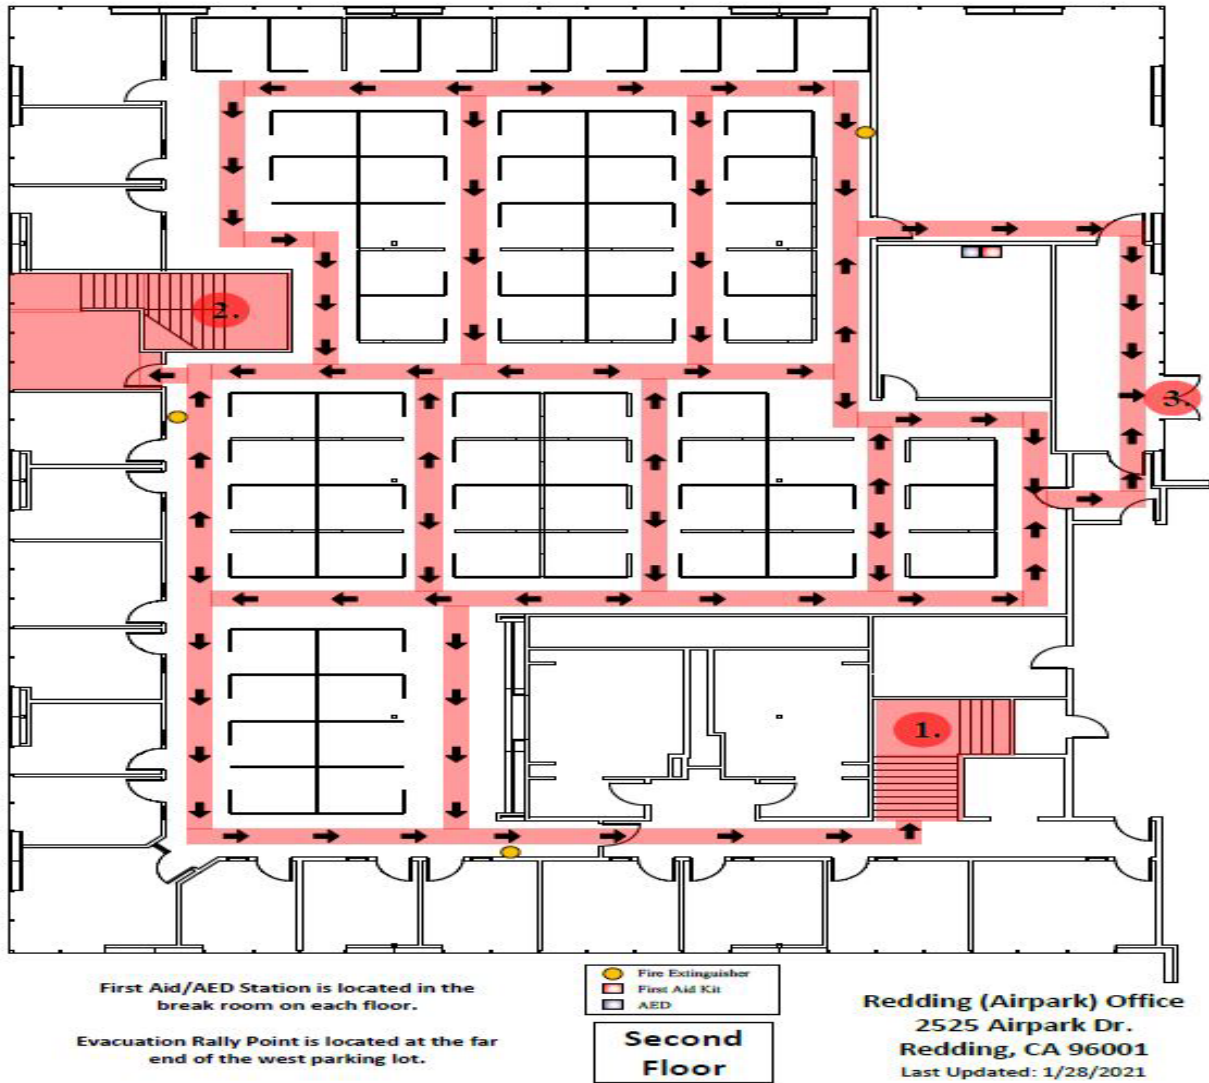 2.
3.
1.
First Aid/AED Station is located in the
break room on each floor.
Evacuation Rally Point is located at the far
end of the west parking lot.
Fire Extinguisher
First Aid Kit
AED
Second
Floor
Redding (Airpark) Office
2525 Airpark Dr.
Redding, CA 96001
Last Updated: 1/28/2021